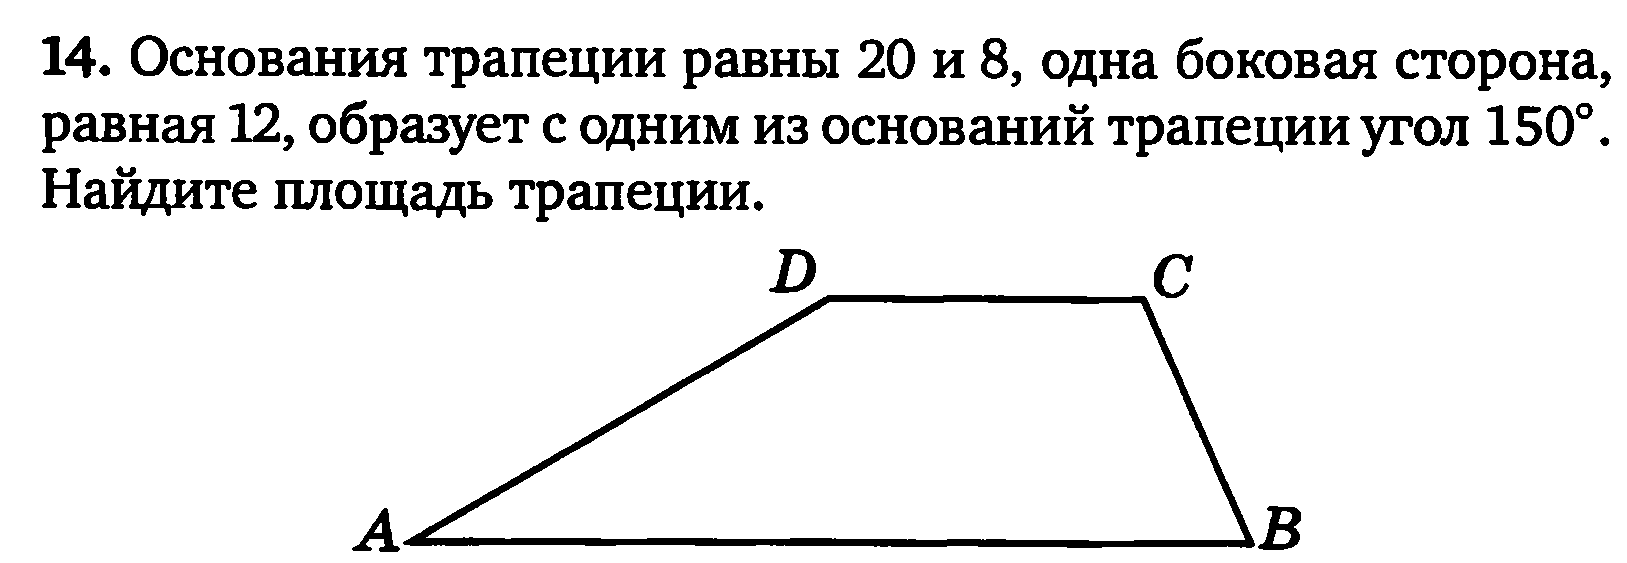 14. Основания трапеции равны 20 и 8, одна боковая сторона,
равная 12, образует с одним из оснований трапеции угол 150°.
Найдите площадь трапеции.
D C
A B